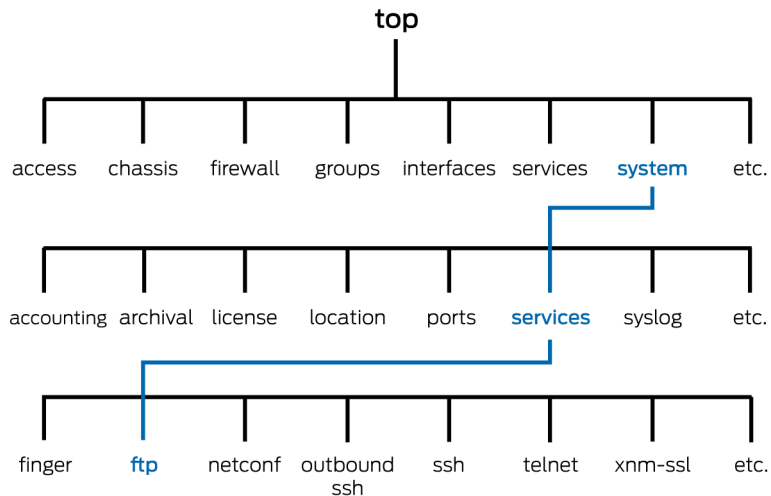 top
access chassis firewall groups interfaces services system etc.
accounting archival license location ports services syslog etc.
finger ftp netconf outbound ssh telnet xnm-ssl etc.
ssh